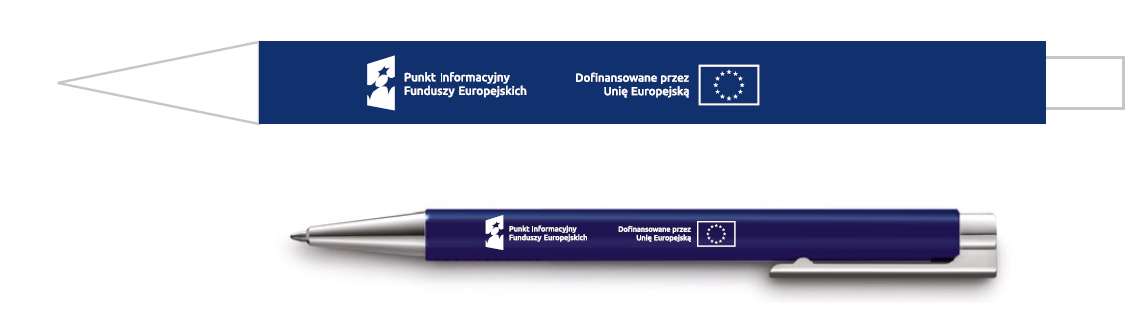 Punkt Informacyjny
Funduszy Europejskich
Dofinansowane przez
Unię Europejską
Punkt Informacyjny
Funduszy Europejskich
Dofinansowane przez
Unię Europejską